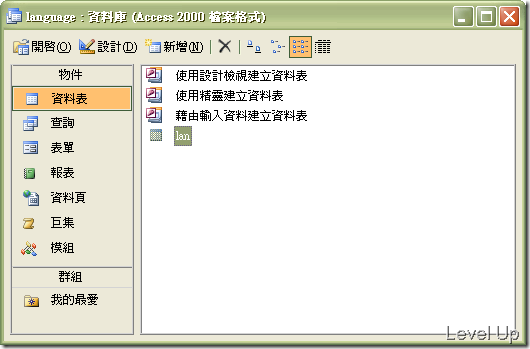 language : 資料庫 (Access 2000 檔案格式)
開啟(O) 設計(D) 新增(N)
物件
資料表
查詢
表單
報表
資料頁
巨集
模組
群組
我的最愛
使用設計檢視建立資料表
使用精靈建立資料表
藉由輸入資料建立資料表
lan
Level Up